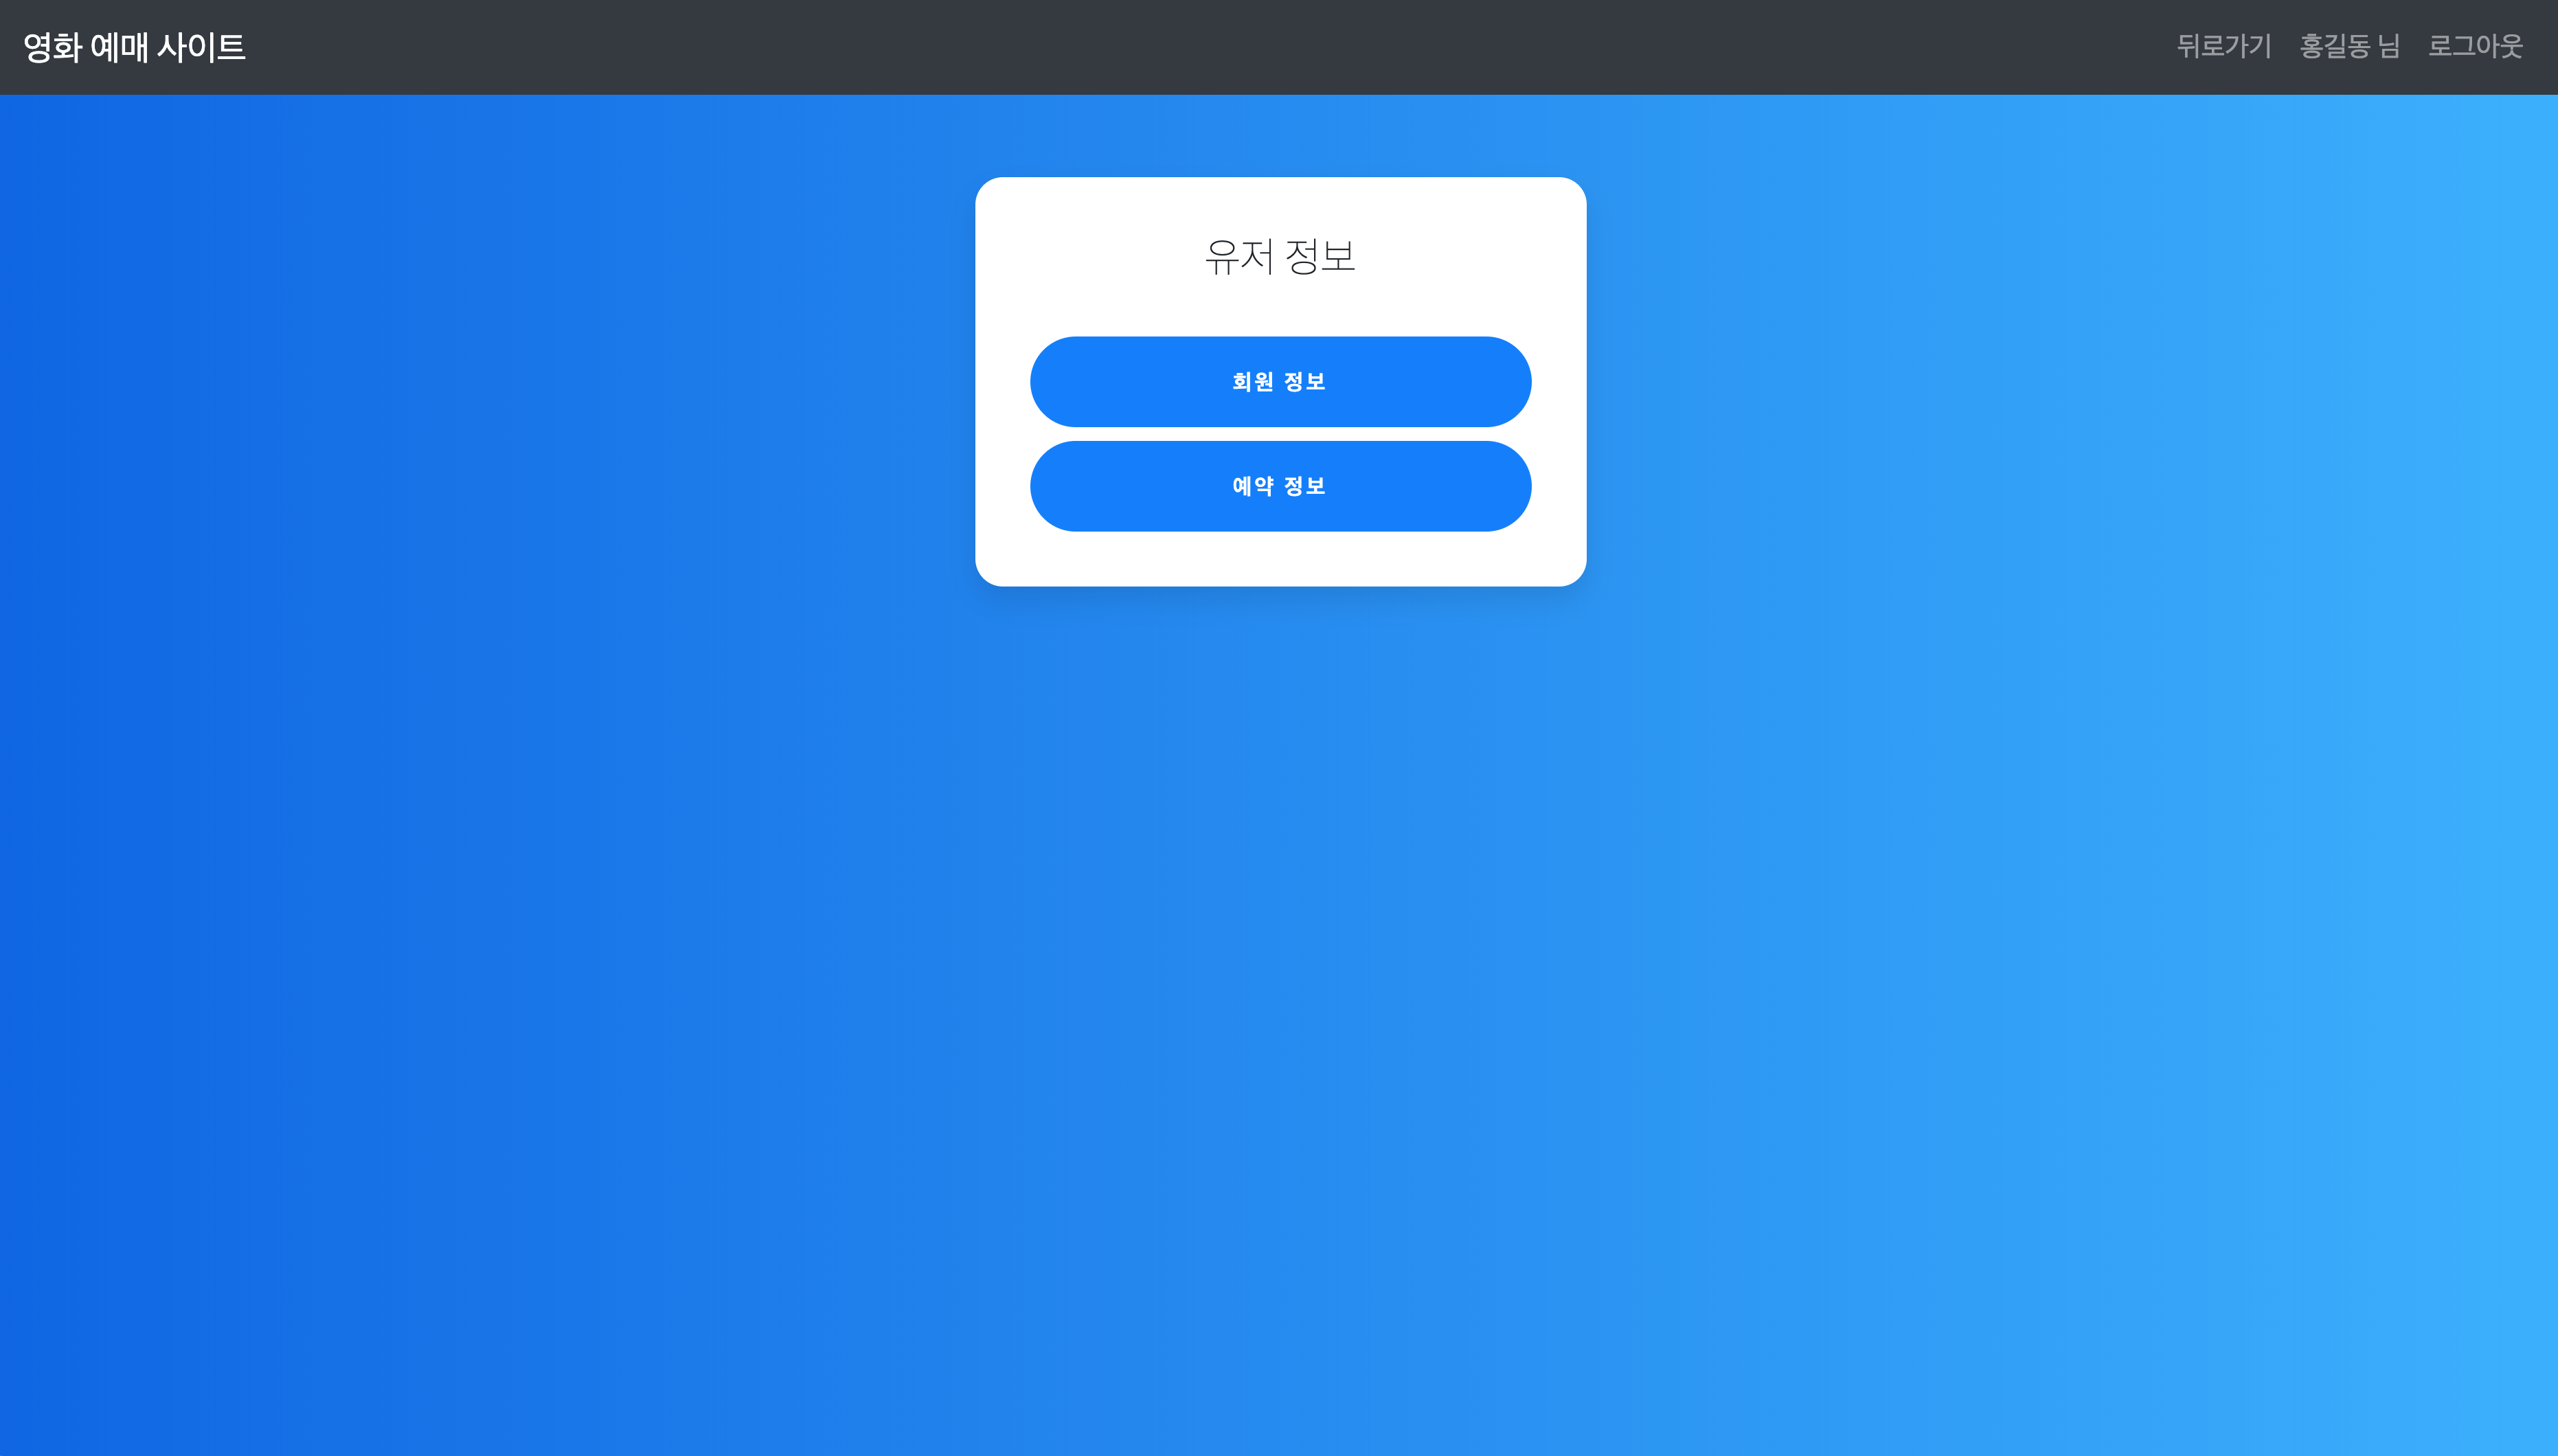 영화 예매 사이트
뒤로가기 홍길동 님 로그아웃
유저 정보
회원 정보
예약 정보